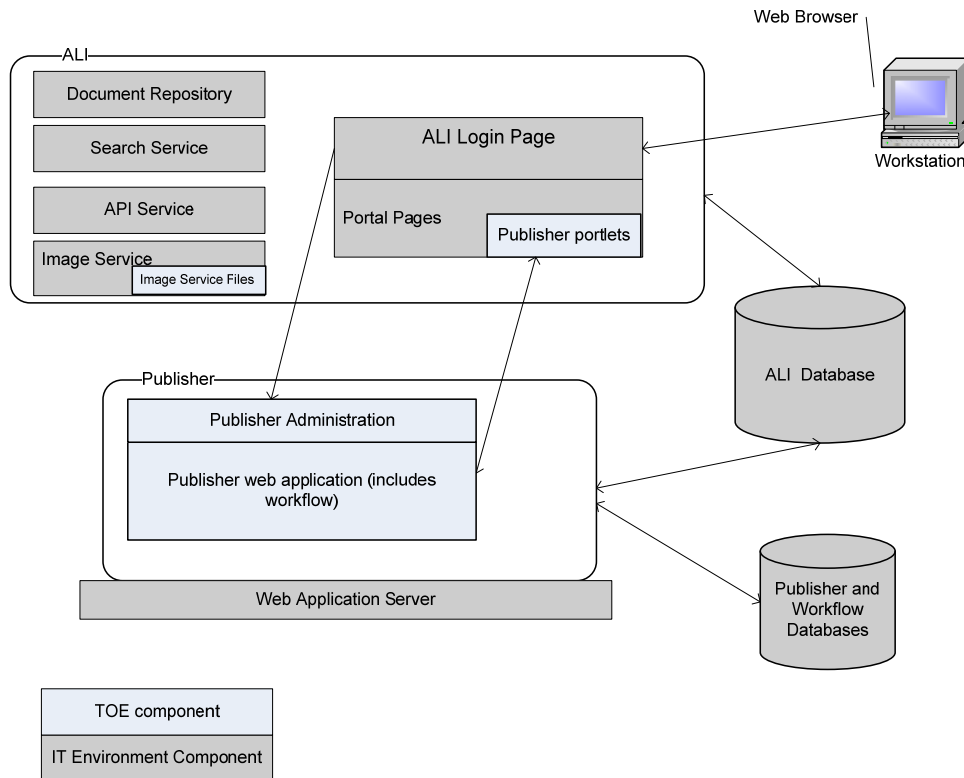 Web Browser
ALI
Document Repository
Search Service
API Service
Image Service
Image Service Files
ALI Login Page
Portal Pages
Publisher portlets
Workstation
ALI Database
Publisher
Publisher Administration
Publisher web application (includes
workflow)
Web Application Server
Publisher and
Workflow
Databases
TOE component
IT Environment Component